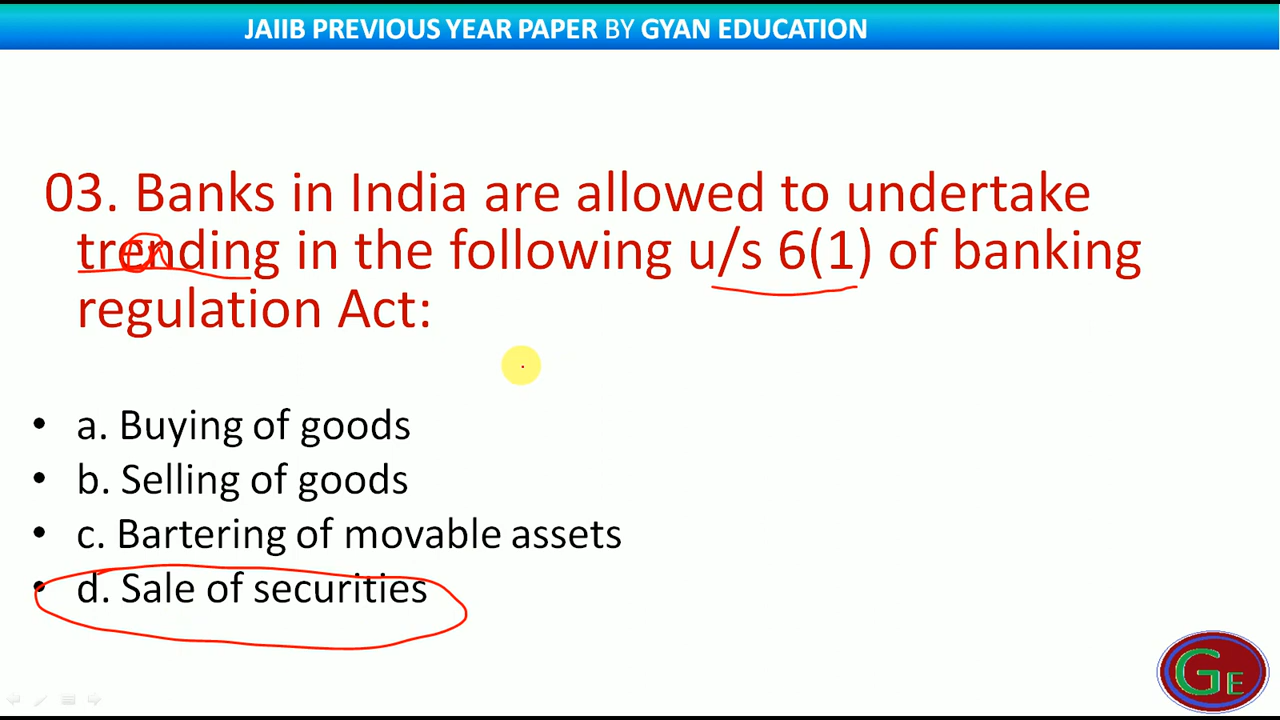 JAIIB PREVIOUS YEAR PAPER BY GYAN EDUCATION
03. Banks in India are allowed to undertake
trending in the following u/s 6(1) of banking
regulation Act:
• a. Buying of goods
• b. Selling of goods
• c. Bartering of movable assets
• d. Sale of securities
GE